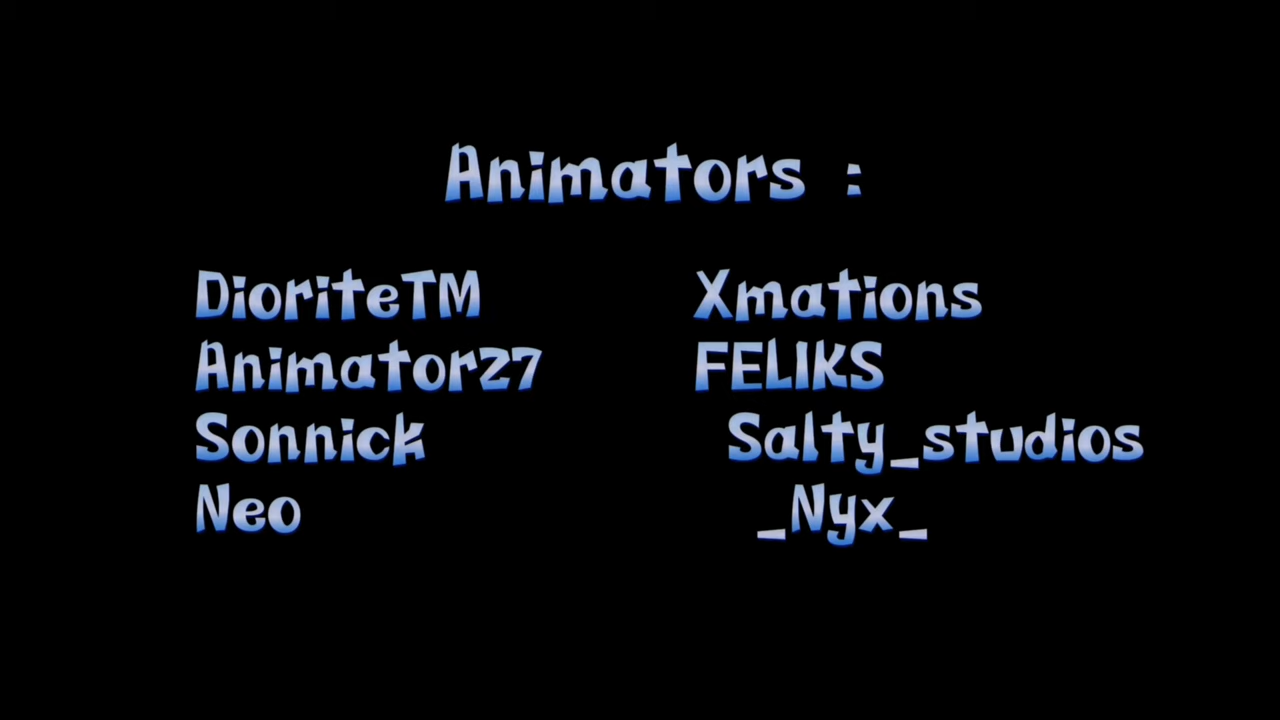 Animators :
DioriteTM
Animator27
Sonnick
Neo
Xmations
FELIKS
Salty_studios
_Nyx_